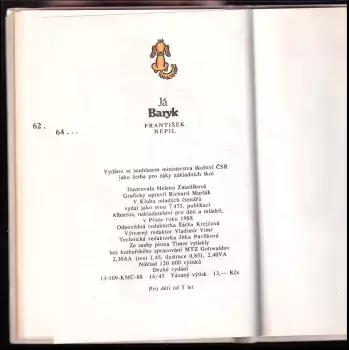 Já
Baryk
FRANTIŠEK
NEPIL
62.
64...
Vydáno se souhlasem ministerstva školství ČSR
jako četba pro žáky základních škol
Ilustrovala Helena Zmatlíková
Graficky upravil Richard Maršák
V Klubu mladých čtenářů
vydal jako svou 7 475. publikaci
Albatros, nakladatelství pro děti a mládež,
v Praze roku 1988
Odpovědná redaktorka Šárka Krejčová
Výtvarný redaktor Vladimír Vimr
Technická redaktorka Jitka Pavlíková
Ze sazby písma Timer vytiskly
bez knihařského zpracování MTZ Gottwaldov
2,30AA (text 1,45, ilustrace 0,85), 2,40VA
Náklad 120 000 výtisků
Druhé vydání
13-109-KMČ-88 14/45 Vázaný výtisk 13,— Kčs
Pro děti od 7 let